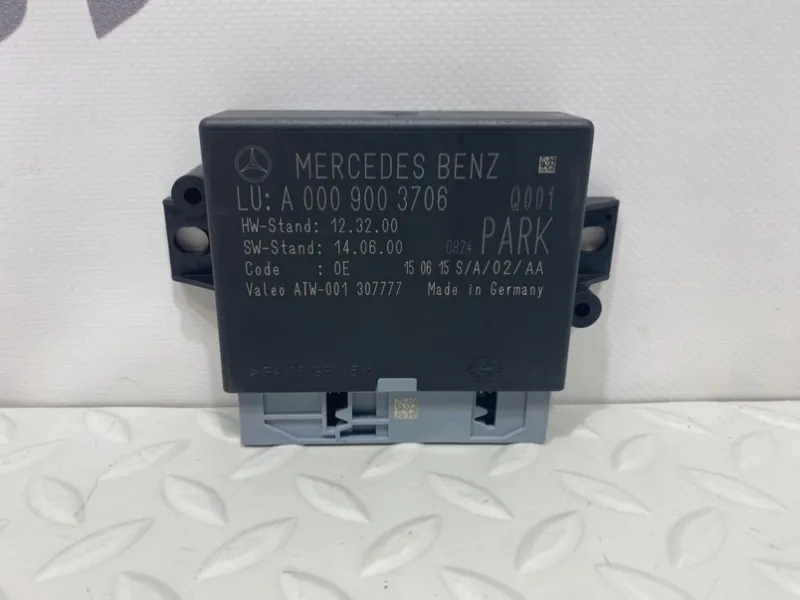 MERCEDES BENZ
LU: A 000 900 3706 Q001
HW-Stand: 12.32.00
SW-Stand: 14.06.00 0824 PARK
Code : 0E 15 06 15 S/A/02/AA
Valeo ATW-001 307777 Made in Germany